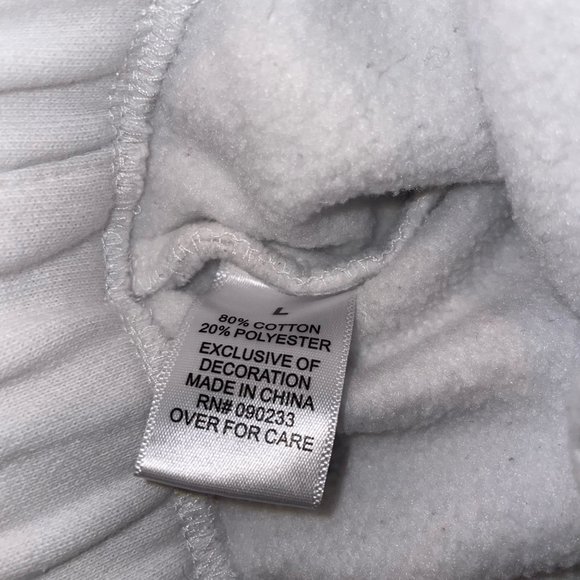 L
80% COTTON
20% POLYESTER
EXCLUSIVE OF
DECORATION
MADE IN CHINA
RN# 090233
OVER FOR CARE